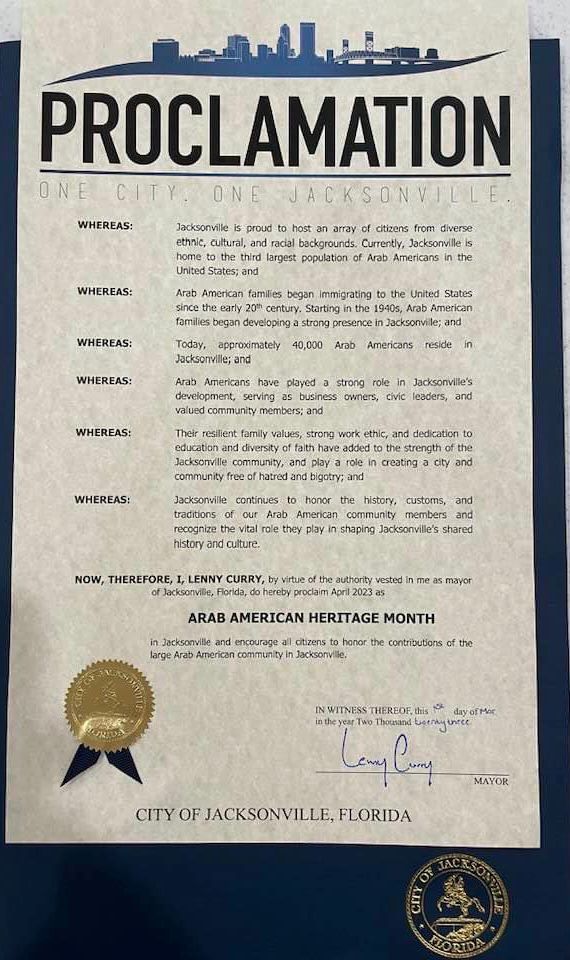 PROCLAMATION
ONE CITY. ONE JACKSONVILLE.
WHEREAS: Jacksonville is proud to host an array of citizens from diverse
ethnic, cultural, and racial backgrounds. Currently, Jacksonville is
home to the third largest population of Arab Americans in the
United States; and
WHEREAS: Arab American families began immigrating to the United States
since the early 20th century. Starting in the 1940s, Arab American
families began developing a strong presence in Jacksonville; and
WHEREAS: Today, approximately 40,000 Arab Americans reside in
Jacksonville; and
WHEREAS: Arab Americans have played a strong role in Jacksonville's
development, serving as business owners, civic leaders, and
valued community members; and
WHEREAS: Their resilient family values, strong work ethic, and dedication to
education and diversity of faith have added to the strength of the
Jacksonville community, and play a role in creating a city and
community free of hatred and bigotry; and
WHEREAS: Jacksonville continues to honor the history, customs, and
traditions of our Arab American community members and
recognize the vital role they play in shaping Jacksonville's shared
history and culture.
NOW, THEREFORE, I, LENNY CURRY, by virtue of the authority vested in me as mayor
of Jacksonville, Florida, do hereby proclaim April 2023 as
ARAB AMERICAN HERITAGE MONTH
in Jacksonville and encourage all citizens to honor the contributions of the
large Arab American community in Jacksonville.
IN WITNESS THEREOF, this day of Mar
in the year Two Thousand twenty three
Lenny Curry
MAYOR
CITY OF JACKSONVILLE
FLORIDA
CITY OF JACKSONVILLE, FLORIDA
CITY OF JACKSONVILLE
FLORIDA